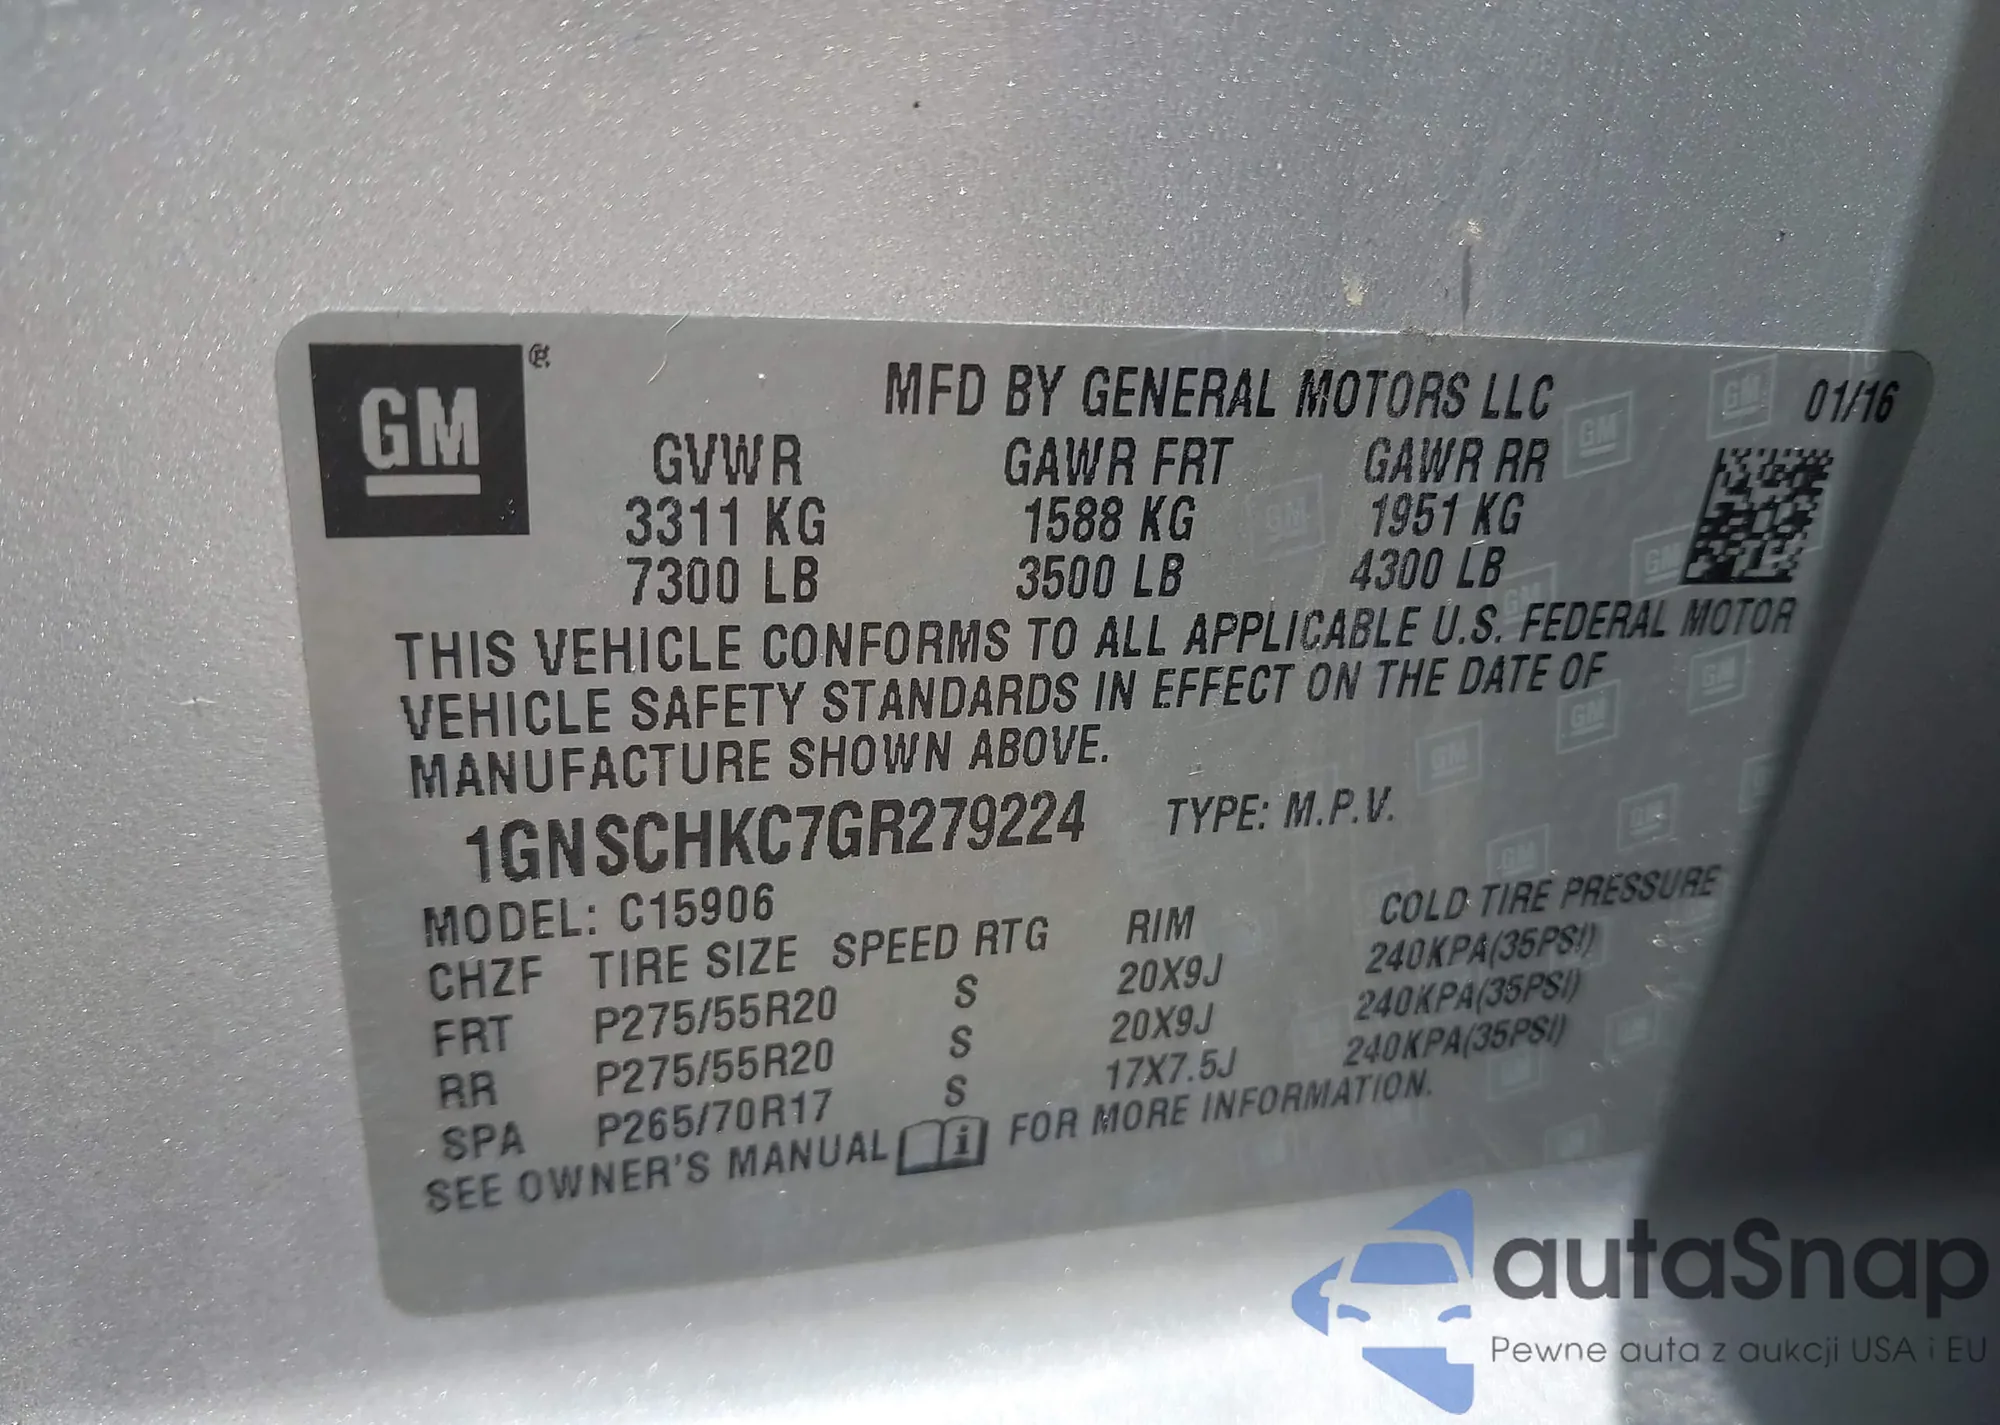 GM
MFD BY GENERAL MOTORS LLC 01/16
GVWR GAWR FRT GAWR RR
3311 KG 1588 KG 1951 KG
7300 LB 3500 LB 4300 LB
THIS VEHICLE CONFORMS TO ALL APPLICABLE U.S. FEDERAL MOTOR
VEHICLE SAFETY STANDARDS IN EFFECT ON THE DATE OF
MANUFACTURE SHOWN ABOVE.
1GNSCHKC7GR279224 TYPE: M.P.V.
MODEL: C15906
CHZF TIRE SIZE SPEED RTG RIM COLD TIRE PRESSURE
FRT P275/55R20 S 20X9J 240KPA(35PSI)
RR P275/55R20 S 20X9J 240KPA(35PSI)
SPA P265/70R17 S 17X7.5J 240KPA(35PSI)
SEE OWNER'S MANUAL FOR MORE INFORMATION.
autaSnap
Pewne auta z aukcji USA i EU